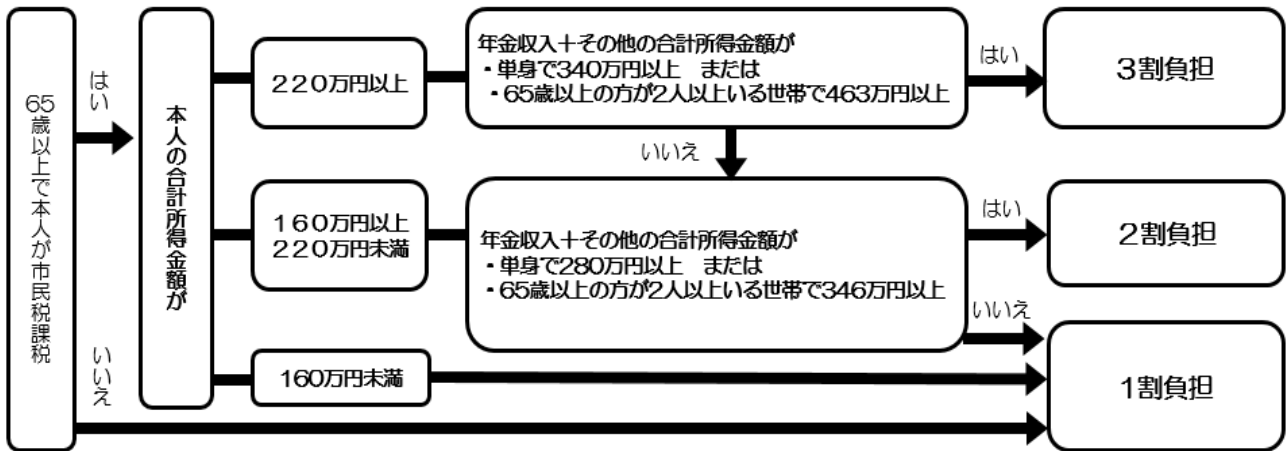 65歳以上で本人が市民税課税
はい
いいえ
本人の合計所得金額が
220万円以上
年金収入＋その他の合計所得金額が
・単身で340万円以上　または
・65歳以上の方が2人以上いる世帯で463万円以上
はい
3割負担
いいえ
160万円以上
220万円未満
年金収入＋その他の合計所得金額が
・単身で280万円以上　または
・65歳以上の方が2人以上いる世帯で346万円以上
はい
2割負担
いいえ
160万円未満
1割負担